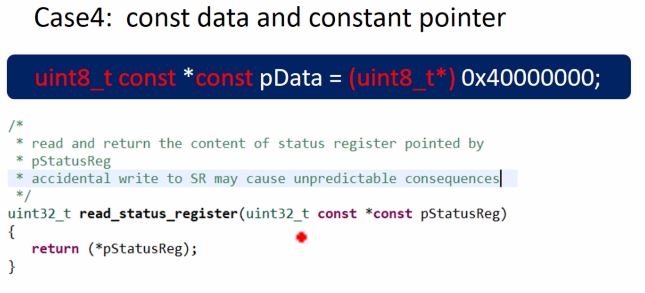 Case4: const data and constant pointer
uint8_t const *const pData = (uint8_t*) 0x40000000;
/*
* read and return the content of status register pointed by
* pStatusReg
* accidental write to SR may cause unpredictable consequences
*/
uint32_t read_status_register(uint32_t const *const pStatusReg)
{
return (*pStatusReg);
}